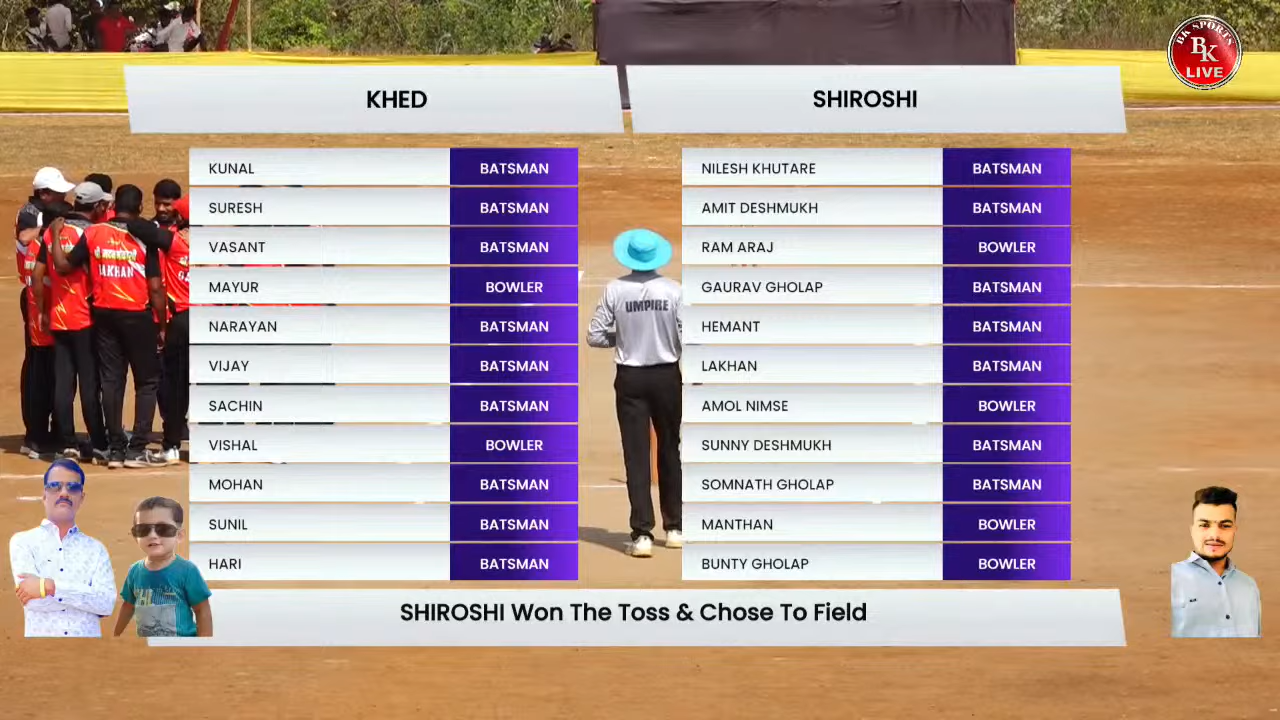 BK SPORTS
BK
LIVE
KHED
SHIROSHI
KUNAL BATSMAN
SURESH BATSMAN
VASANT BATSMAN
MAYUR BOWLER
NARAYAN BATSMAN
VIJAY BATSMAN
SACHIN BATSMAN
VISHAL BOWLER
MOHAN BATSMAN
SUNIL BATSMAN
HARI BATSMAN
NILESH KHUTARE BATSMAN
AMIT DESHMUKH BATSMAN
RAM ARAJ BOWLER
GAURAV GHOLAP BATSMAN
HEMANT BATSMAN
LAKHAN BATSMAN
AMOL NIMSE BOWLER
SUNNY DESHMUKH BATSMAN
SOMNATH GHOLAP BATSMAN
MANTHAN BOWLER
BUNTY GHOLAP BOWLER
LAKHAN
UMPIRE
SHIROSHI Won The Toss & Chose To Field